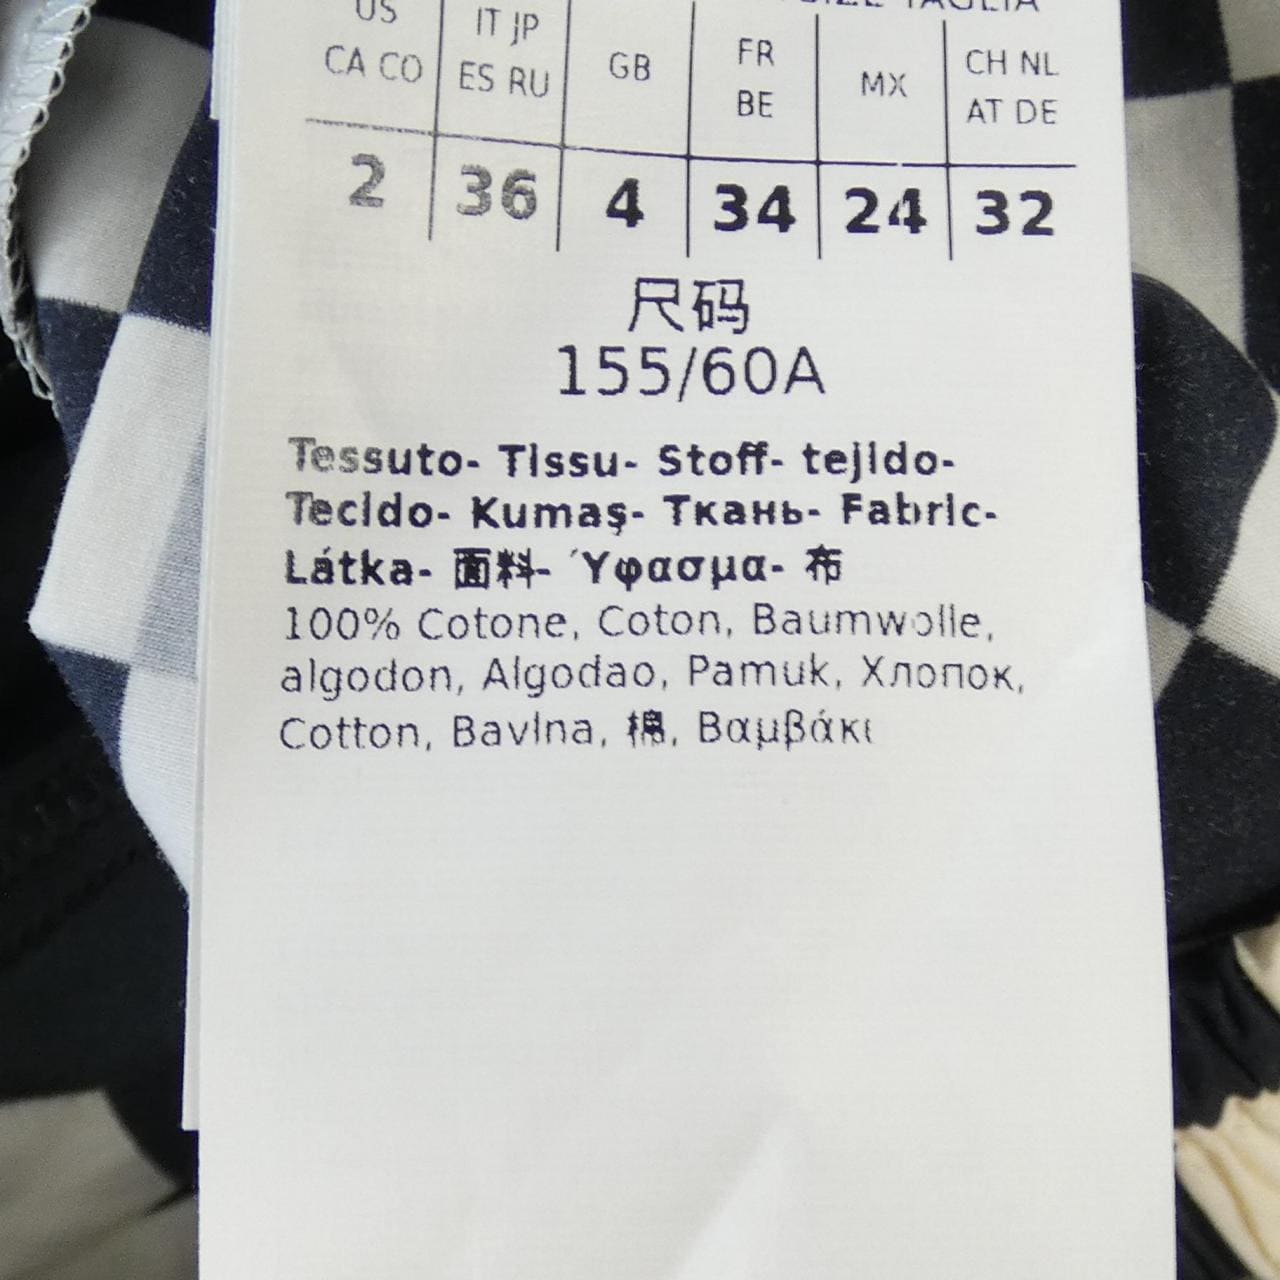 SIZE TAGLIA
US CA CO | IT JP ES RU | GB | FR BE | MX | CH NL AT DE
2 | 36 | 4 | 34 | 24 | 32
尺码
155/60A
Tessuto- Tissu- Stoff- tejido-
Tecido- Kumaş- Ткань- Fabric-
Látka- 面料- Ύφασμα- 布
100% Cotone, Coton, Baumwolle,
algodon, Algodao, Pamuk, Хлопок,
Cotton, Bavlna, 棉, Βαμβάκι